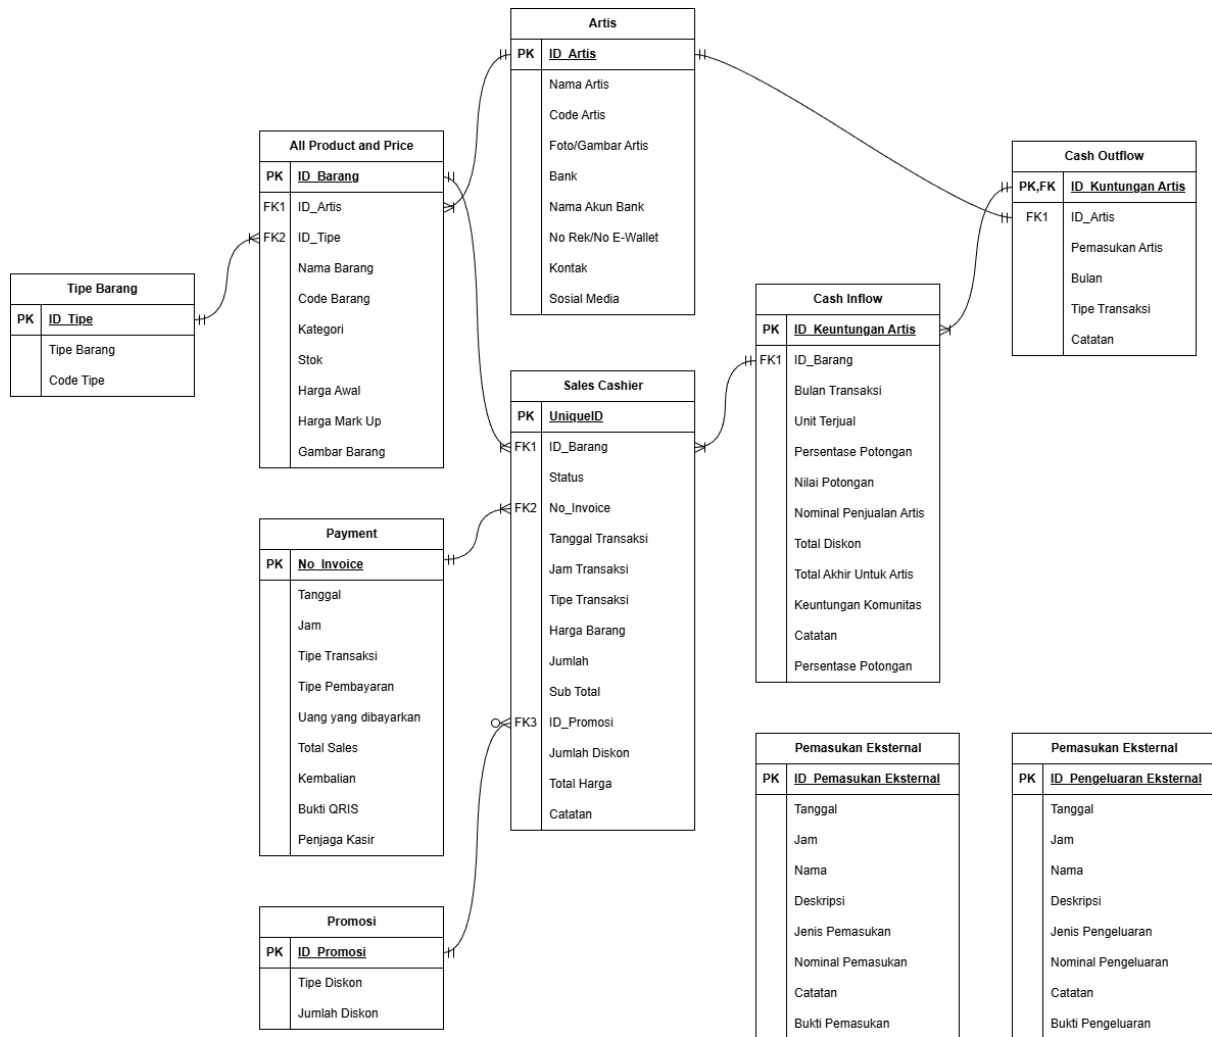 Artis
PK ID_Artis
Nama Artis
Code Artis
Foto/Gambar Artis
Bank
Nama Akun Bank
No Rek/No E-Wallet
Kontak
Sosial Media
All Product and Price
PK ID_Barang
FK1 ID_Artis
FK2 ID_Tipe
Nama Barang
Code Barang
Kategori
Stok
Harga Awal
Harga Mark Up
Gambar Barang
Cash Outflow
PK,FK ID_Kuntungan Artis
FK1 ID_Artis
Pemasukan Artis
Bulan
Tipe Transaksi
Catatan
Tipe Barang
PK ID_Tipe
Tipe Barang
Code Tipe
Cash Inflow
PK ID_Keuntungan Artis
FK1 ID_Barang
Bulan Transaksi
Unit Terjual
Persentase Potongan
Nilai Potongan
Nominal Penjualan Artis
Total Diskon
Total Akhir Untuk Artis
Keuntungan Komunitas
Catatan
Persentase Potongan
Sales Cashier
PK UniqueID
FK1 ID_Barang
Status
FK2 No_Invoice
Tanggal Transaksi
Jam Transaksi
Tipe Transaksi
Harga Barang
Jumlah
Sub Total
FK3 ID_Promosi
Jumlah Diskon
Total Harga
Catatan
Payment
PK No_Invoice
Tanggal
Jam
Tipe Transaksi
Tipe Pembayaran
Uang yang dibayarkan
Total Sales
Kembalian
Bukti QRIS
Penjaga Kasir
Promosi
PK ID_Promosi
Tipe Diskon
Jumlah Diskon
Pemasukan Eksternal
PK ID_Pemasukan Eksternal
Tanggal
Jam
Nama
Deskripsi
Jenis Pemasukan
Nominal Pemasukan
Catatan
Bukti Pemasukan
Pemasukan Eksternal
PK ID_Pengeluaran Eksternal
Tanggal
Jam
Nama
Deskripsi
Jenis Pengeluaran
Nominal Pengeluaran
Catatan
Bukti Pengeluaran